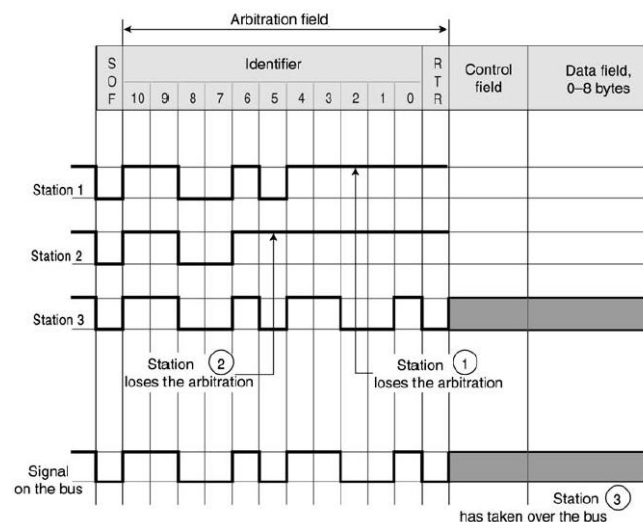 Arbitration field
S O F
Identifier
R T R
Control field
Data field, 0–8 bytes
10 9 8 7 6 5 4 3 2 1 0
Station 1
Station 2
Station 3
Station 2
loses the arbitration
Station 1
loses the arbitration
Signal
on the bus
Station 3
has taken over the bus